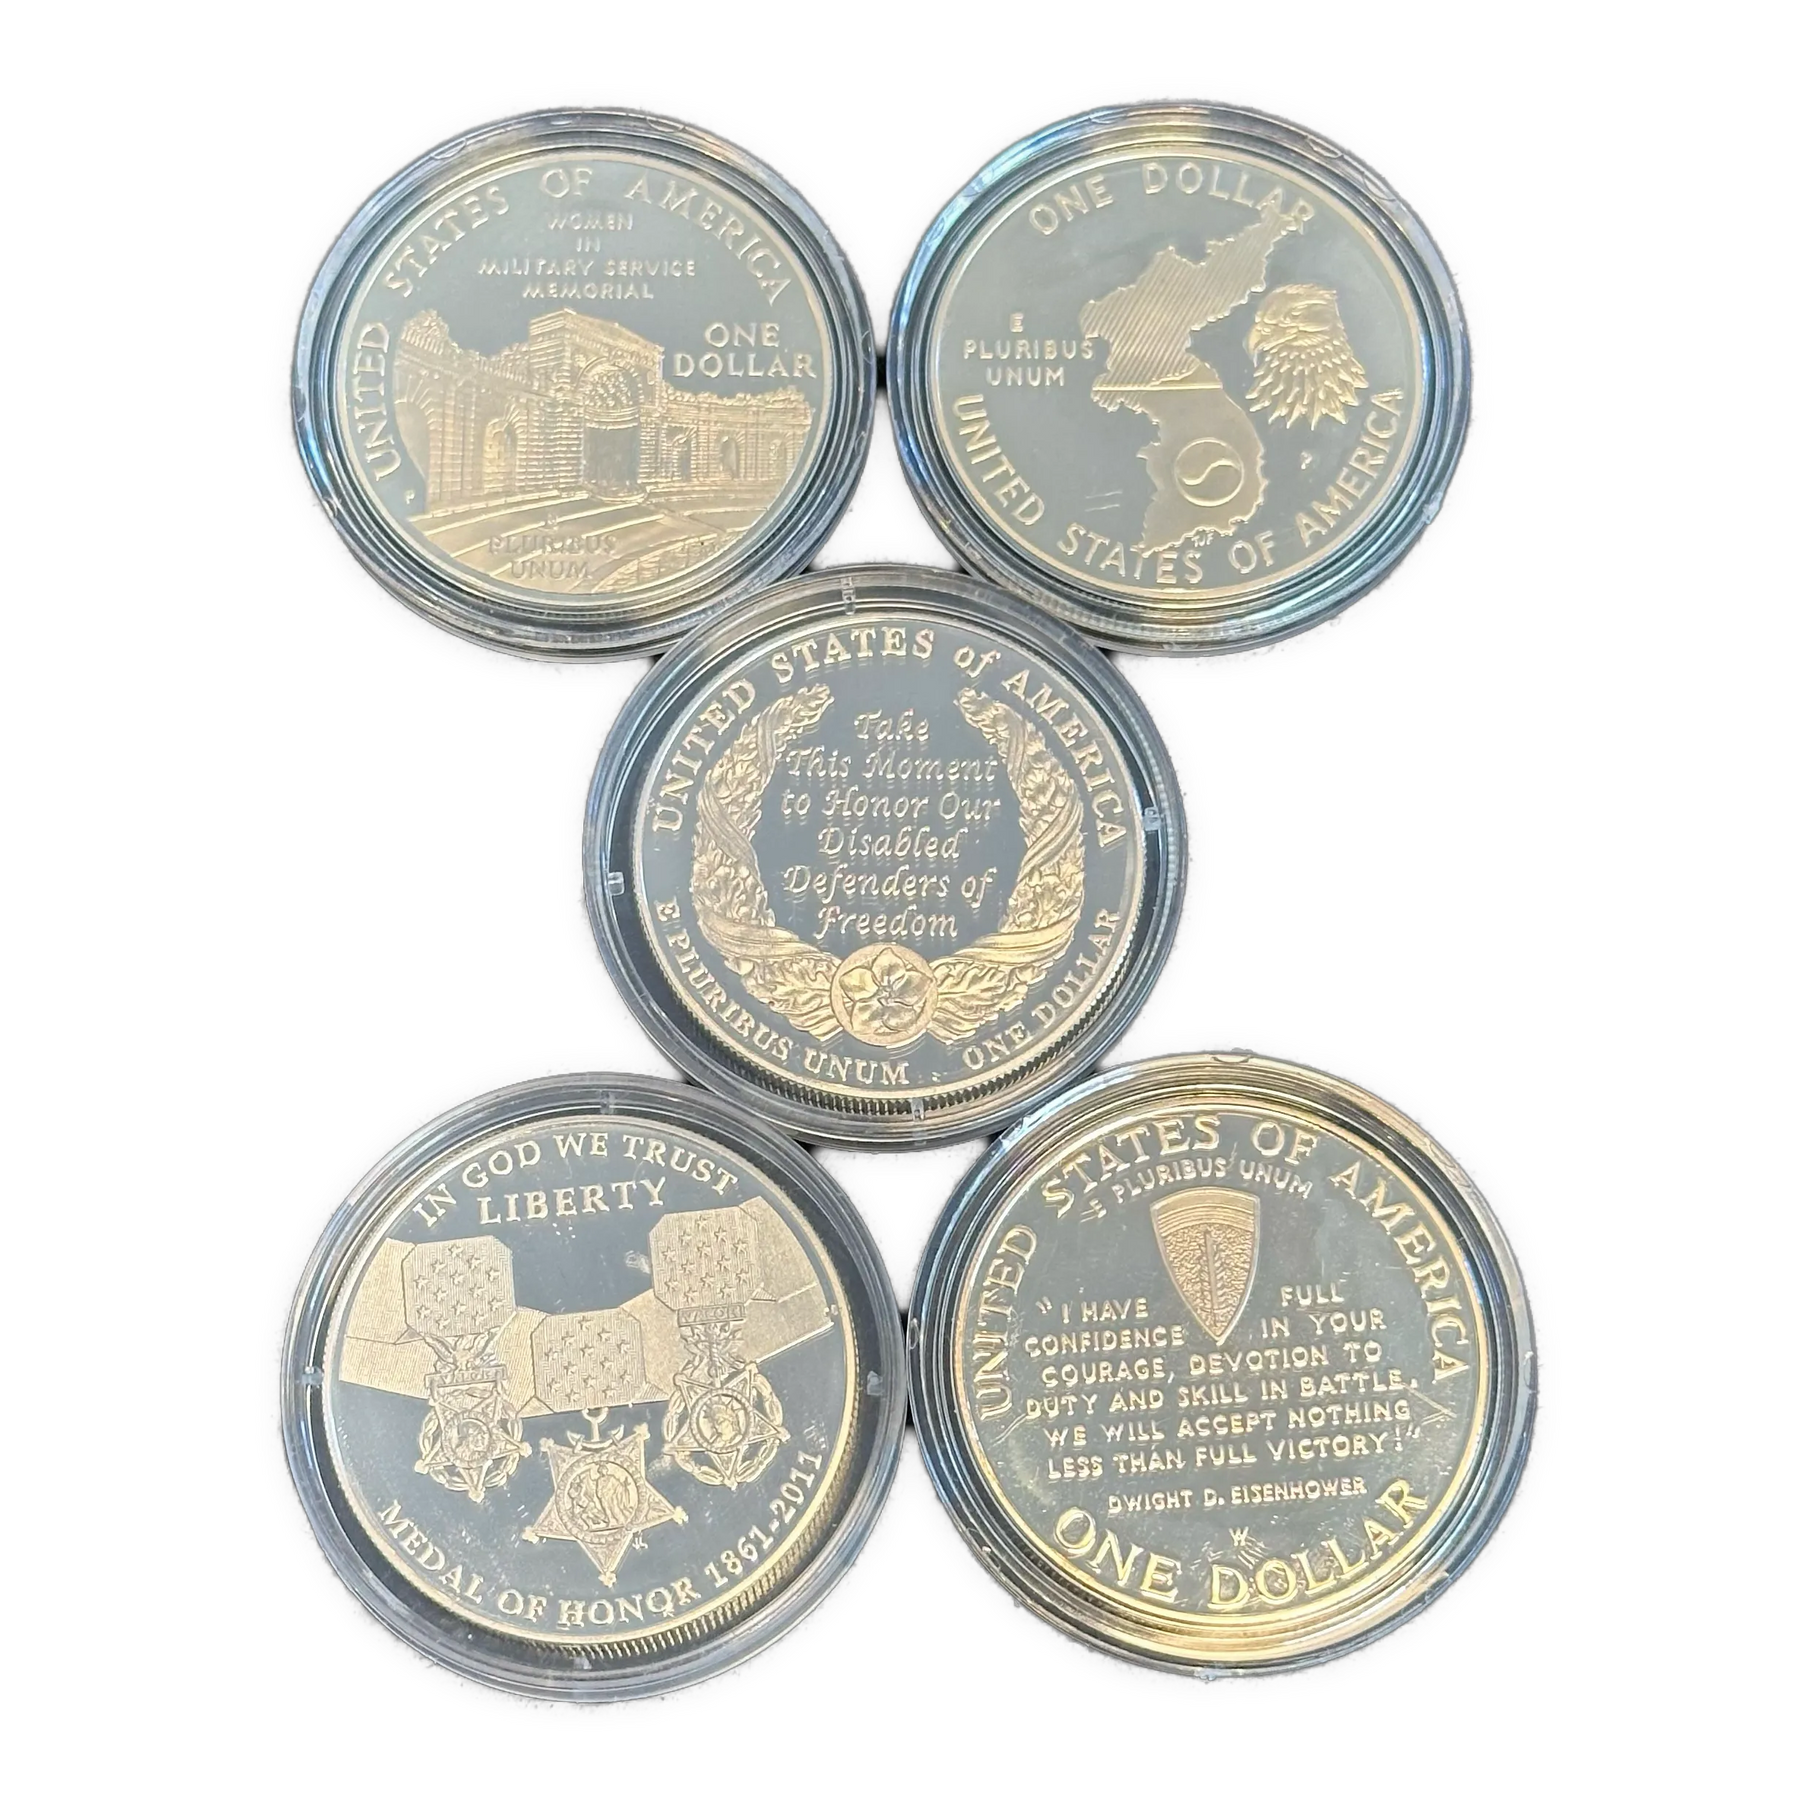 UNITED STATES OF AMERICA
WOMEN
IN
MILITARY SERVICE
MEMORIAL
ONE
DOLLAR
P
E
PLURIBUS
UNUM
ONE DOLLAR
E
PLURIBUS
UNUM
P
TJF
UNITED STATES OF AMERICA
UNITED STATES of AMERICA
Take
This Moment
to Honor Our
Disabled
Defenders of
Freedom
E PLURIBUS UNUM
ONE DOLLAR
IN GOD WE TRUST
LIBERTY
VALOR
VALOR
MEDAL OF HONOR 1861-2011
UNITED STATES OF AMERICA
E PLURIBUS UNUM
"I HAVE FULL
CONFIDENCE IN YOUR
COURAGE, DEVOTION TO
DUTY AND SKILL IN BATTLE.
WE WILL ACCEPT NOTHING
LESS THAN FULL VICTORY!"
DWIGHT D. EISENHOWER
W
ONE DOLLAR